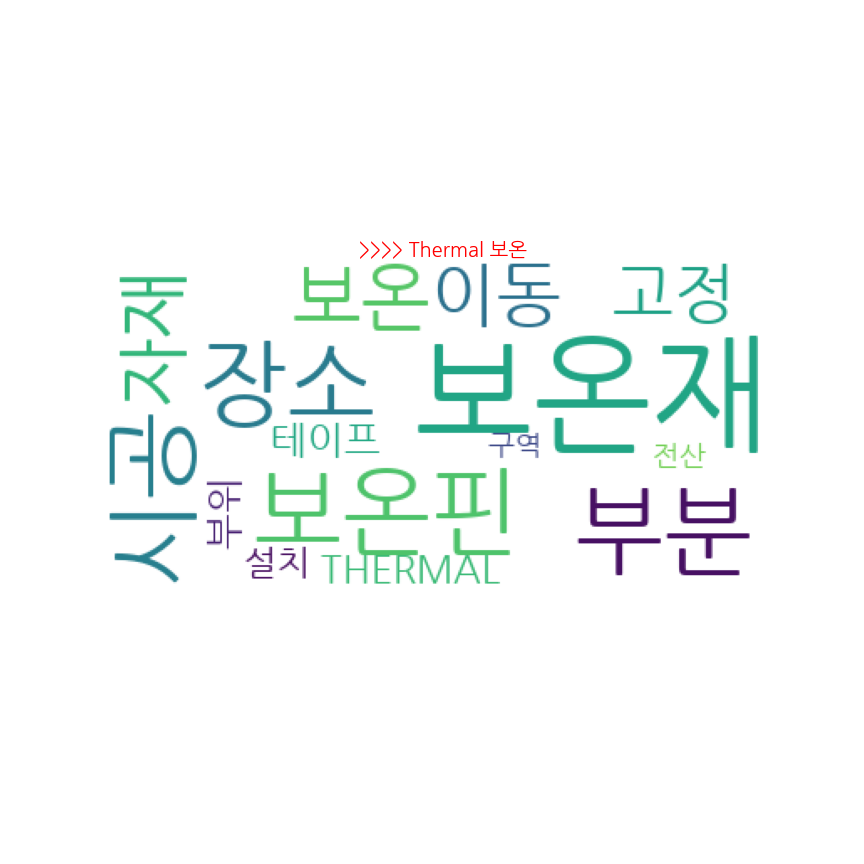 >>>> Thermal 보온
자재
보온
이동
고정
장소
보온재
시공
테이프
구역
전산
부위
보온핀
부분
설치
THERMAL